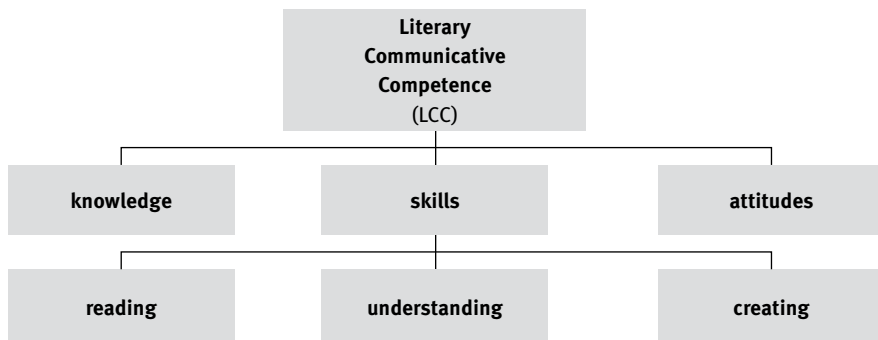 Literary
Communicative
Competence
(LCC)
knowledge
skills
attitudes
reading
understanding
creating